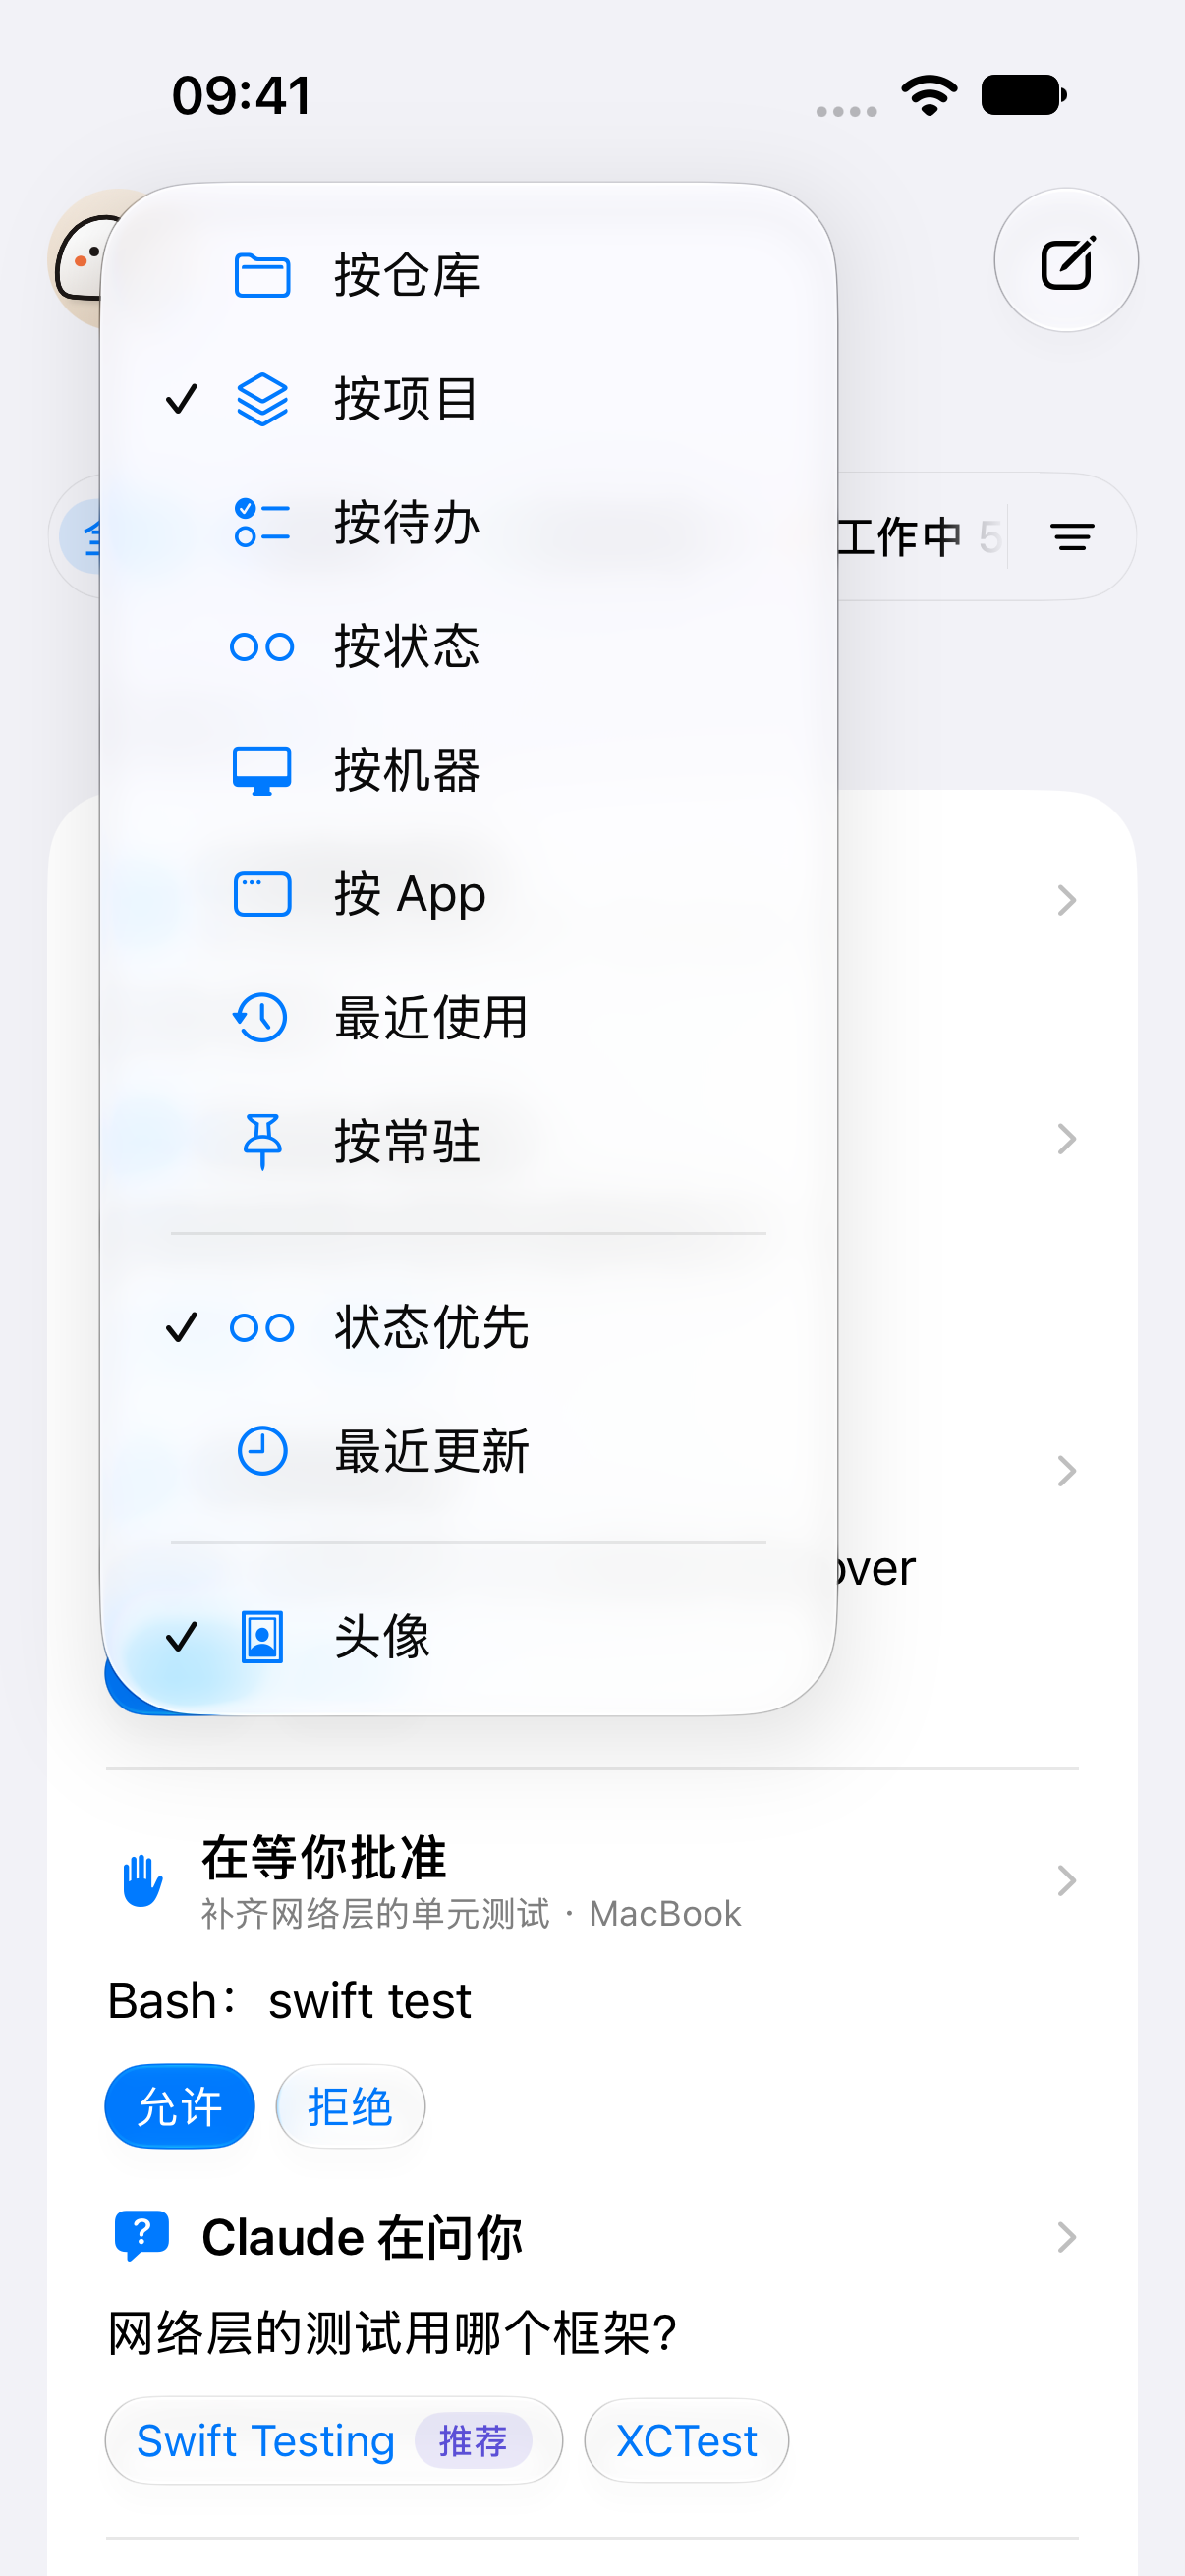 09:41
按仓库
按项目
按待办
工作中 5
按状态
按机器
按 App
最近使用
按常驻
状态优先
最近更新
头像
在等你批准
补齐网络层的单元测试 · MacBook
Bash： swift test
允许 拒绝
Claude 在问你
网络层的测试用哪个框架?
Swift Testing 推荐 XCTest